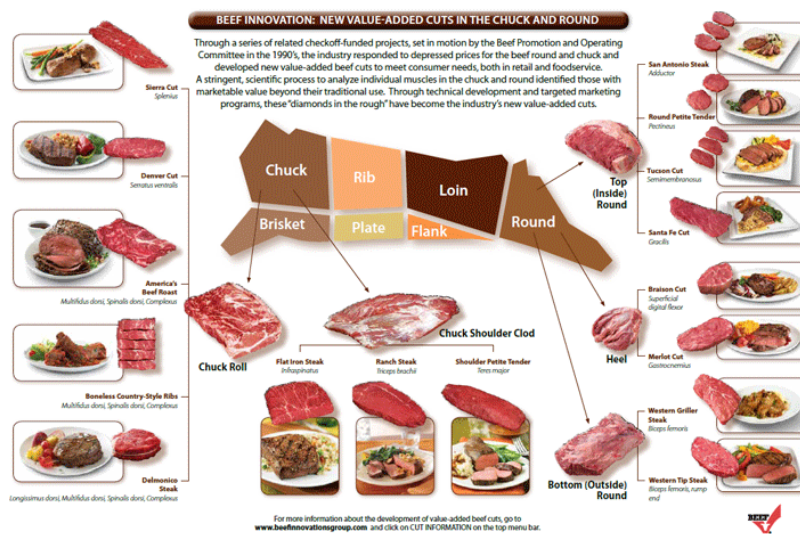 BEEF INNOVATION: NEW VALUE-ADDED CUTS IN THE CHUCK AND ROUND
Through a series of related checkoff-funded projects, set in motion by the Beef Promotion and Operating
Committee in the 1990's, the industry responded to depressed prices for the beef round and chuck and
developed new value-added beef cuts to meet consumer needs, both in retail and foodservice.
A stringent, scientific process to analyze individual muscles in the chuck and round identified those with
marketable value beyond their traditional use. Through technical development and targeted marketing
programs, these "diamonds in the rough" have become the industry's new value-added cuts.
Sierra Cut
Splenius
Denver Cut
Serratus ventralis
America's
Beef Roast
Multifidus dorsi, Spinalis dorsi, Complexus
Boneless Country-Style Ribs
Multifidus dorsi, Spinalis dorsi, Complexus
Delmonico
Steak
Longissimus dorsi, Multifidus dorsi, Spinalis dorsi, Complexus
Chuck
Rib
Loin
Round
Brisket
Plate
Flank
Chuck Roll
Chuck Shoulder Clod
Flat Iron Steak
Infraspinatus
Ranch Steak
Triceps brachii
Shoulder Petite Tender
Teres major
San Antonio Steak
Adductor
Round Petite Tender
Pectineus
Tucson Cut
Semimembranosus
Santa Fe Cut
Gracilis
Top
(Inside)
Round
Braison Cut
Superficial
digital flexor
Merlot Cut
Gastrocnemius
Heel
Western Griller
Steak
Biceps femoris
Western Tip Steak
Biceps femoris, rump
end
Bottom (Outside)
Round
For more information about the development of value-added beef cuts, go to
www.beefinnovationsgroup.com and click on CUT INFORMATION on the top menu bar.
BEEF